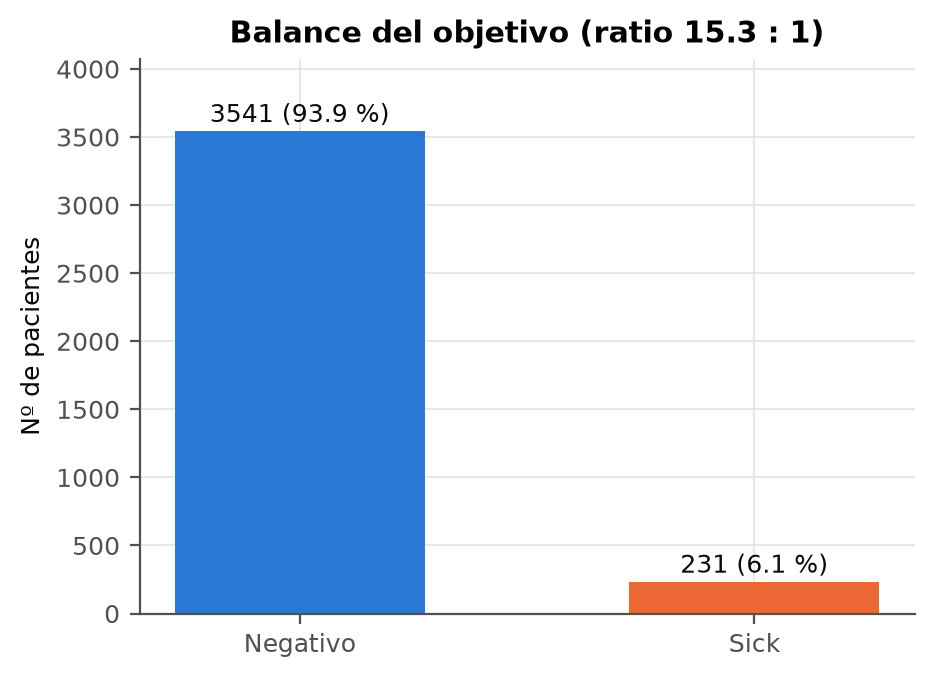 Balance del objetivo (ratio 15.3 : 1)
Nº de pacientes
4000
3500
3000
2500
2000
1500
1000
500
0
3541 (93.9 %)
231 (6.1 %)
Negativo
Sick